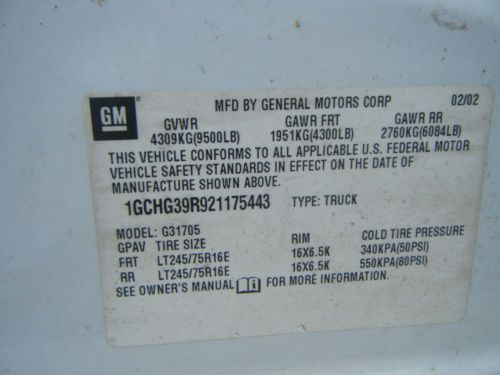 MFD BY GENERAL MOTORS CORP 02/02
GM
GVWR GAWR FRT GAWR RR
4309KG(9500LB) 1951KG(4300LB) 2760KG(6084LB)
THIS VEHICLE CONFORMS TO ALL APPLICABLE U.S. FEDERAL MOTOR
VEHICLE SAFETY STANDARDS IN EFFECT ON THE DATE OF
MANUFACTURE SHOWN ABOVE.
1GCHG39R921175443 TYPE: TRUCK
MODEL: G31705
GPAV TIRE SIZE RIM COLD TIRE PRESSURE
FRT LT245/75R16E 16X6.5K 340KPA(50PSI)
RR LT245/75R16E 16X6.5K 550KPA(80PSI)
SEE OWNER'S MANUAL FOR MORE INFORMATION.